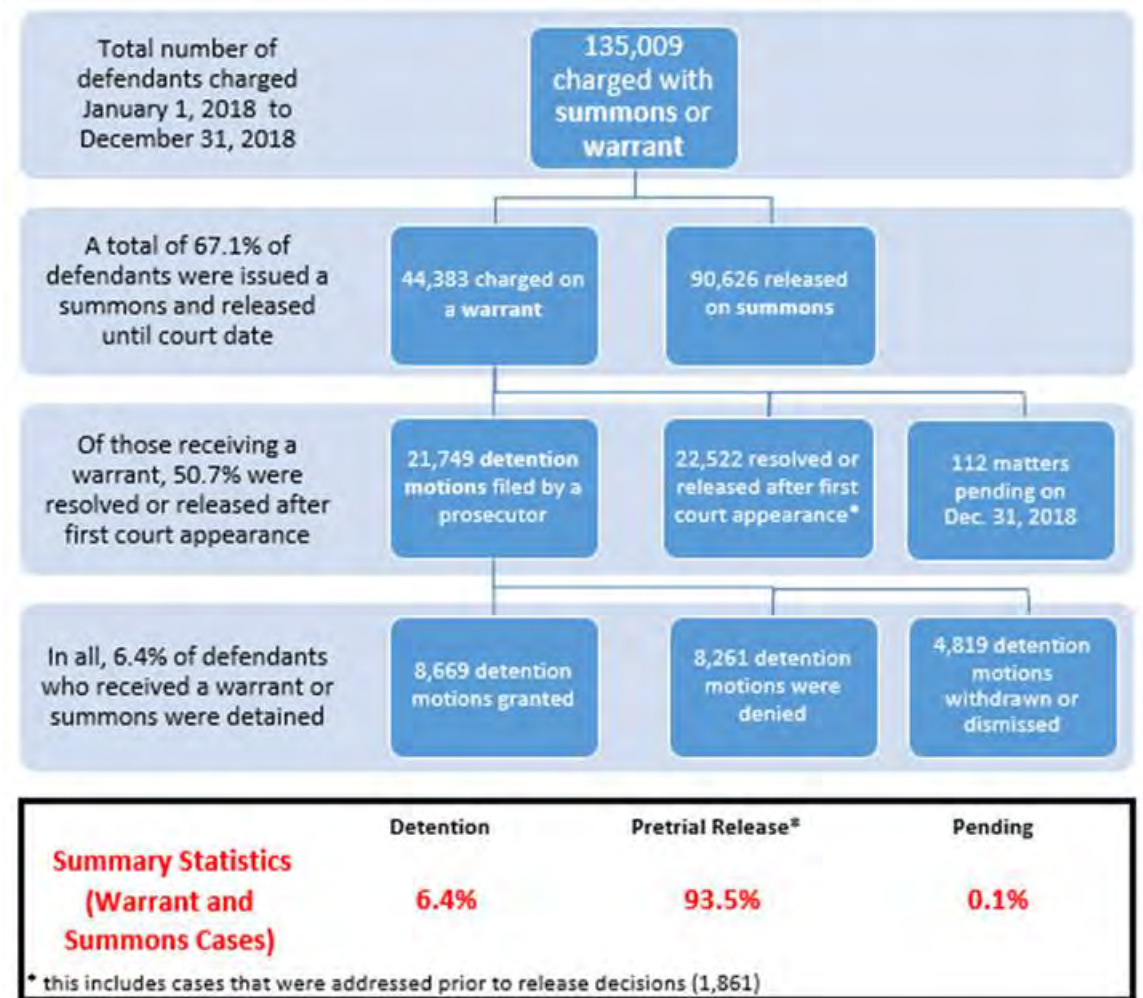 Total number of
defendants charged
January 1, 2018 to
December 31, 2018
135,009
charged with
summons or
warrant
A total of 67.1% of
defendants were issued a
summons and released
until court date
44,383 charged on
a warrant
90,626 released
on summons
Of those receiving a
warrant, 50.7% were
resolved or released after
first court appearance
21,749 detention
motions filed by a
prosecutor
22,522 resolved or
released after first
court appearance*
112 matters
pending on
Dec. 31, 2018
In all, 6.4% of defendants
who received a warrant or
summons were detained
8,669 detention
motions granted
8,261 detention
motions were
denied
4,819 detention
motions
withdrawn or
dismissed
Detention Pretrial Release* Pending
Summary Statistics
(Warrant and
Summons Cases)
6.4% 93.5% 0.1%
* this includes cases that were addressed prior to release decisions (1,861)